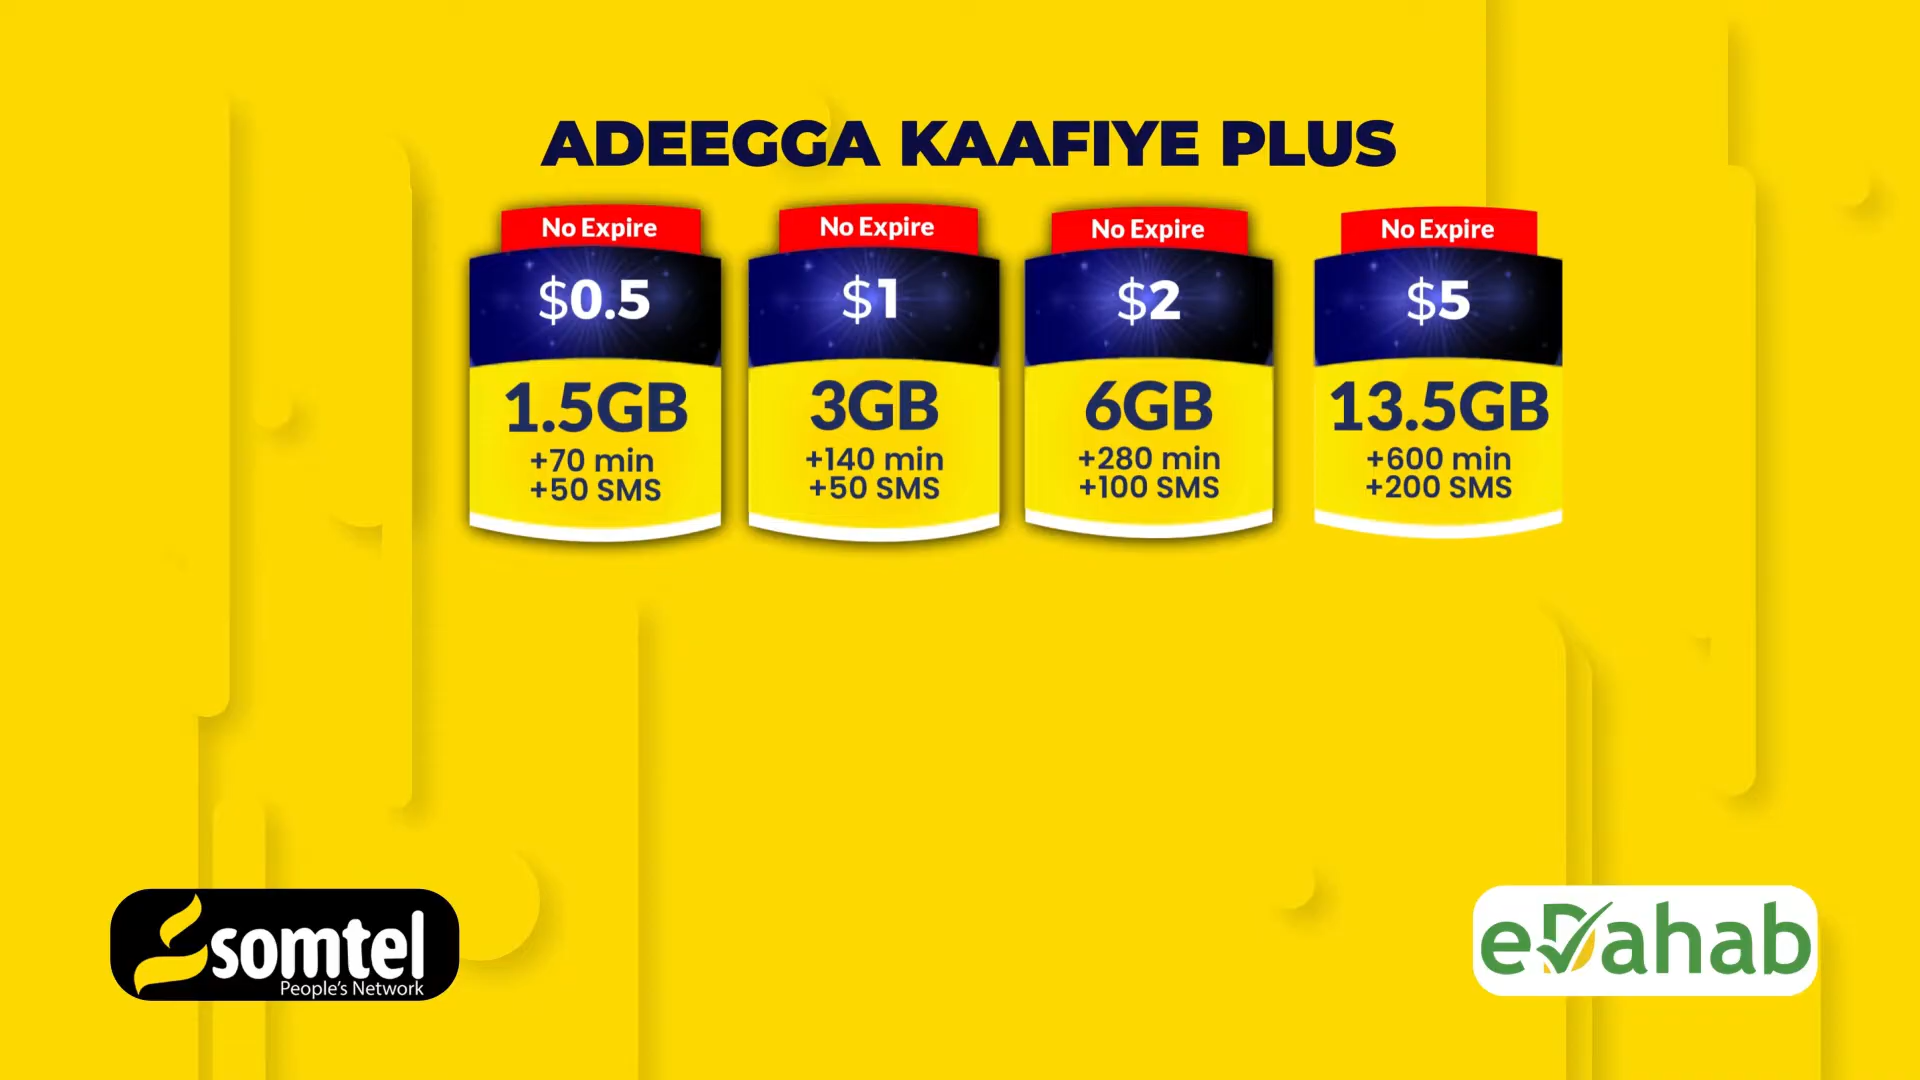 ADEEGGA KAAFIYE PLUS
No Expire
$0.5
1.5GB
+70 min
+50 SMS
No Expire
$1
3GB
+140 min
+50 SMS
No Expire
$2
6GB
+280 min
+100 SMS
No Expire
$5
13.5GB
+600 min
+200 SMS
somtel
People's Network
eDahab